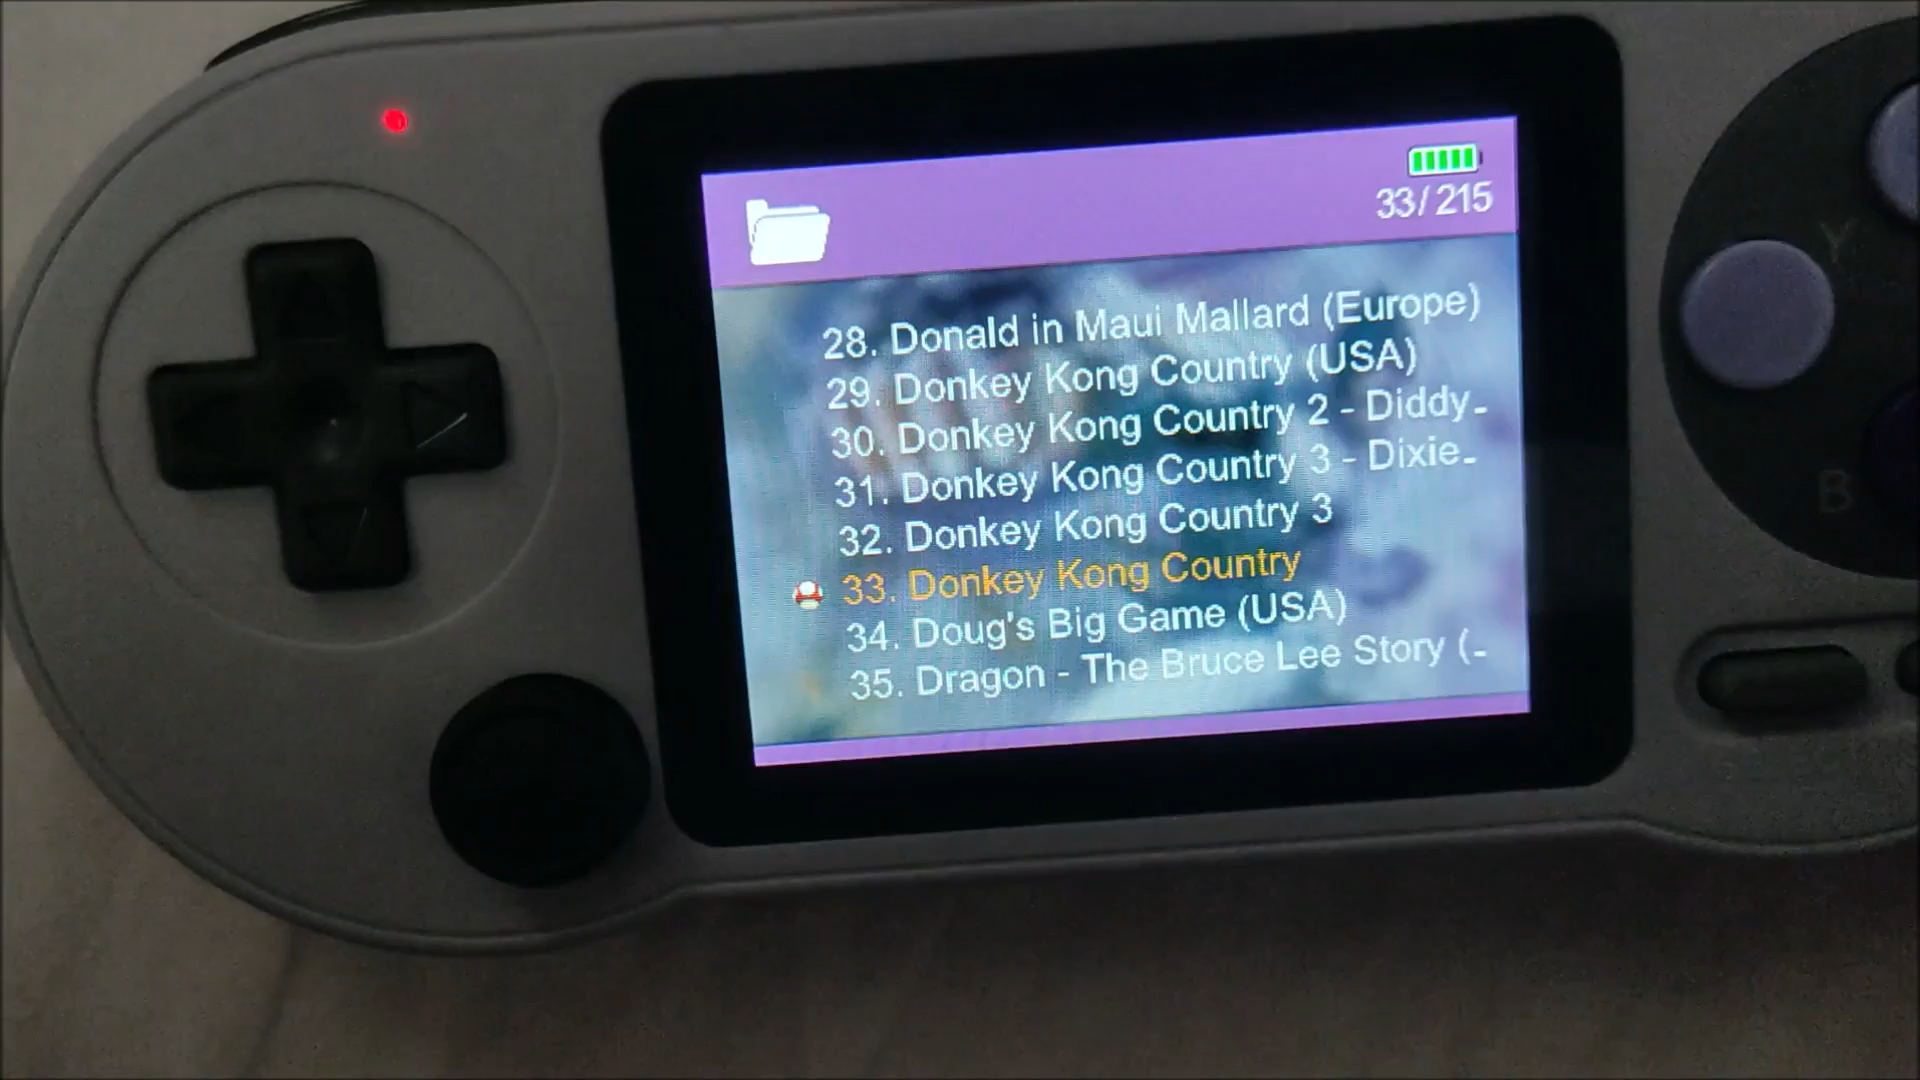 33/215
28. Donald in Maui Mallard (Europe)
29. Donkey Kong Country (USA)
30. Donkey Kong Country 2 - Diddy-
31. Donkey Kong Country 3 - Dixie-
32. Donkey Kong Country 3
33. Donkey Kong Country
34. Doug's Big Game (USA)
35. Dragon - The Bruce Lee Story (-
Y
B